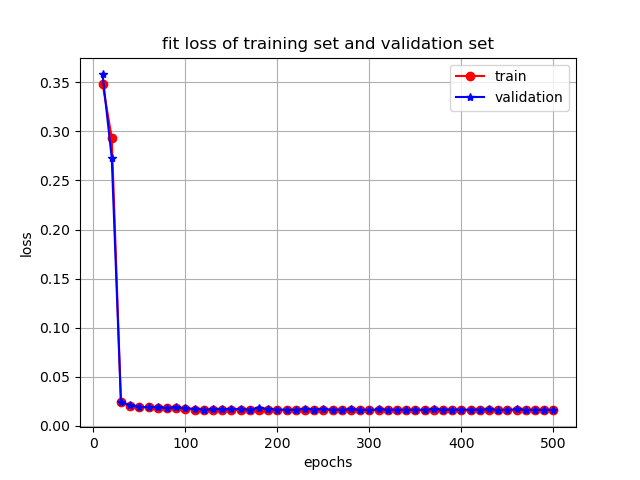 fit loss of training set and validation set
train
validation
0.35
0.30
0.25
0.20
0.15
0.10
0.05
0.00
loss
0
100
200
300
400
500
epochs